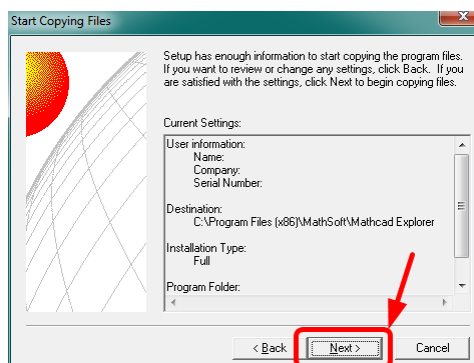 Start Copying Files
Setup has enough information to start copying the program files.
If you want to review or change any settings, click Back. If you
are satisfied with the settings, click Next to begin copying files.
Current Settings:
User information:
Name:
Company:
Serial Number:
Destination:
C:\Program Files (x86)\MathSoft\Mathcad Explorer
Installation Type:
Full
Program Folder:
< Back
Next >
Cancel